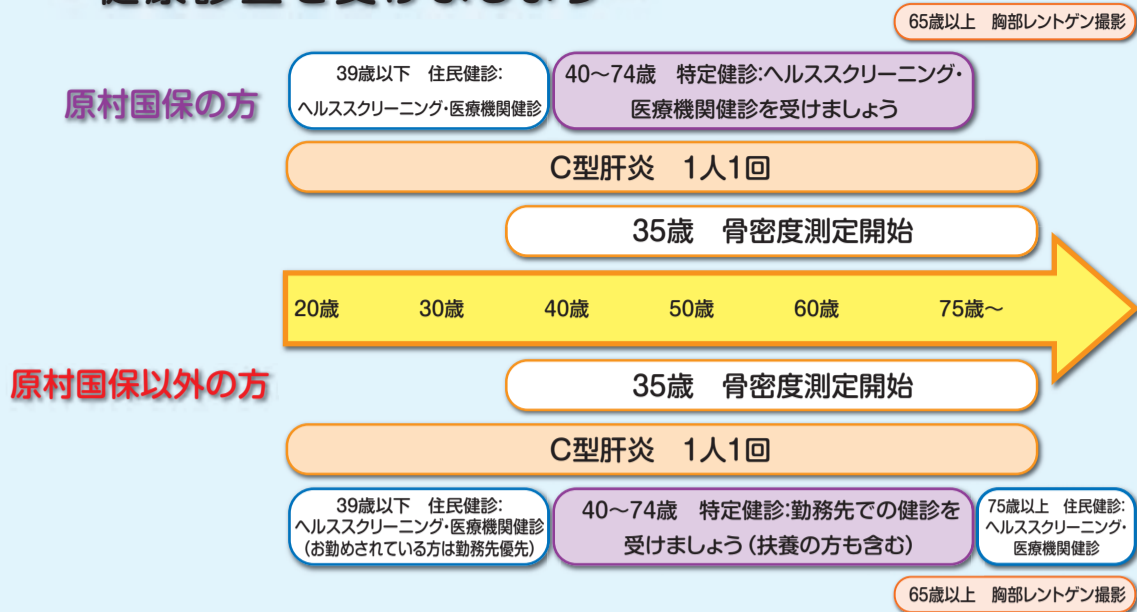 健康診査を受けましょう
65歳以上 胸部レントゲン撮影
原村国保の方
39歳以下 住民健診:
ヘルススクリーニング・医療機関健診
40〜74歳 特定健診:ヘルススクリーニング・
医療機関健診を受けましょう
C型肝炎 1人1回
35歳 骨密度測定開始
20歳 30歳 40歳 50歳 60歳 75歳〜
原村国保以外の方
35歳 骨密度測定開始
C型肝炎 1人1回
39歳以下 住民健診:
ヘルススクリーニング・医療機関健診
(お勤めされている方は勤務先優先)
40〜74歳 特定健診:勤務先での健診を
受けましょう(扶養の方も含む)
75歳以上 住民健診:
ヘルススクリーニング・
医療機関健診
65歳以上 胸部レントゲン撮影